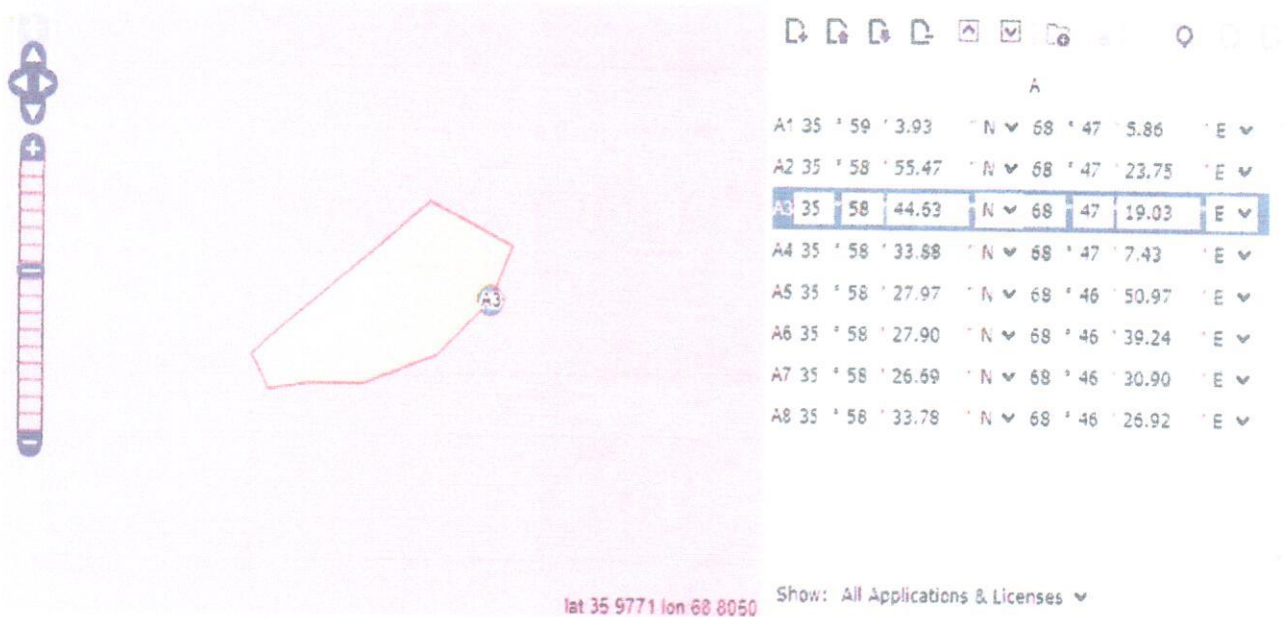 A
A1 35 ° 59 ' 3.93 " N 68 ° 47 ' 5.86 " E
A2 35 ° 58 ' 55.47 " N 68 ° 47 ' 23.75 " E
A3 35 58 44.53 N 68 47 19.03 E
A4 35 ° 58 ' 33.88 " N 68 ° 47 ' 7.43 " E
A5 35 ° 58 ' 27.97 " N 68 ° 46 ' 50.97 " E
A6 35 ° 58 ' 27.90 " N 68 ° 46 ' 39.24 " E
A7 35 ° 58 ' 26.69 " N 68 ° 46 ' 30.90 " E
A8 35 ° 58 ' 33.78 " N 68 ° 46 ' 26.92 " E
A3
lat 35 9771 lon 68 8050
Show: All Applications & Licenses